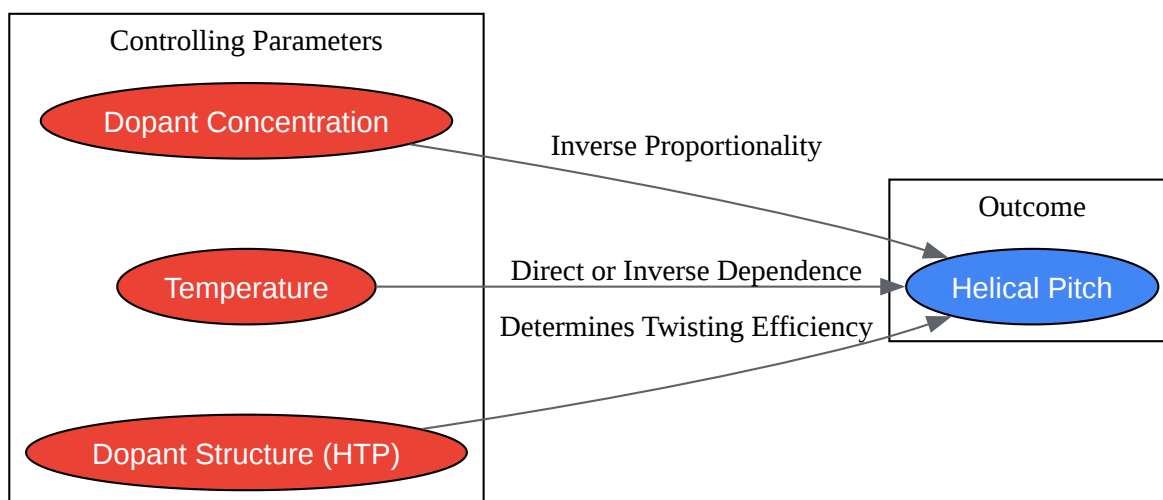 Controlling Parameters
Dopant Concentration
Inverse Proportionality
Outcome
Temperature
Direct or Inverse Dependence
Helical Pitch
Determines Twisting Efficiency
Dopant Structure (HTP)